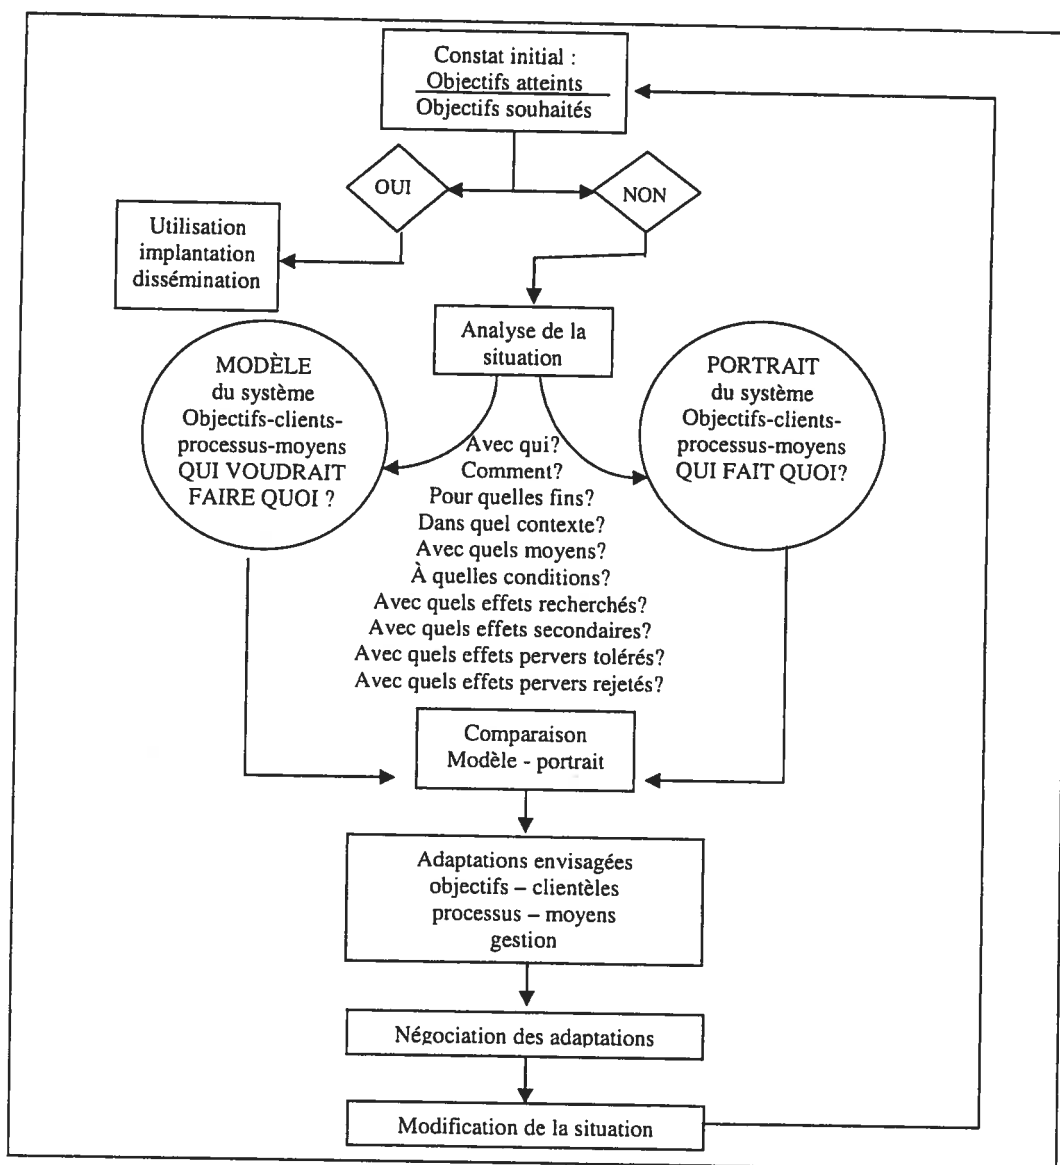 Constat initial :
Objectifs atteints
Objectifs souhaités
OUI
NON
Utilisation
implantation
dissémination
Analyse de la
situation
MODÈLE
du système
Objectifs-clients-
processus-moyens
QUI VOUDRAIT
FAIRE QUOI ?
PORTRAIT
du système
Objectifs-clients-
processus-moyens
QUI FAIT QUOI?
Avec qui?
Comment?
Pour quelles fins?
Dans quel contexte?
Avec quels moyens?
À quelles conditions?
Avec quels effets recherchés?
Avec quels effets secondaires?
Avec quels effets pervers tolérés?
Avec quels effets pervers rejetés?
Comparaison
Modèle - portrait
Adaptations envisagées
objectifs – clientèles
processus – moyens
gestion
Négociation des adaptations
Modification de la situation